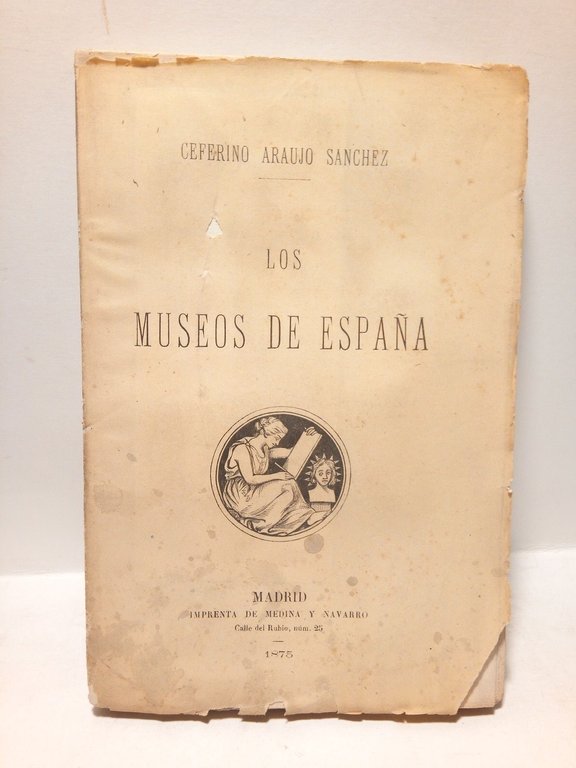 CEFERINO ARAUJO SANCHEZ
LOS
MUSEOS DE ESPAÑA
MADRID
IMPRENTA DE MEDINA Y NAVARRO
Calle del Rubio, núm. 25
1875